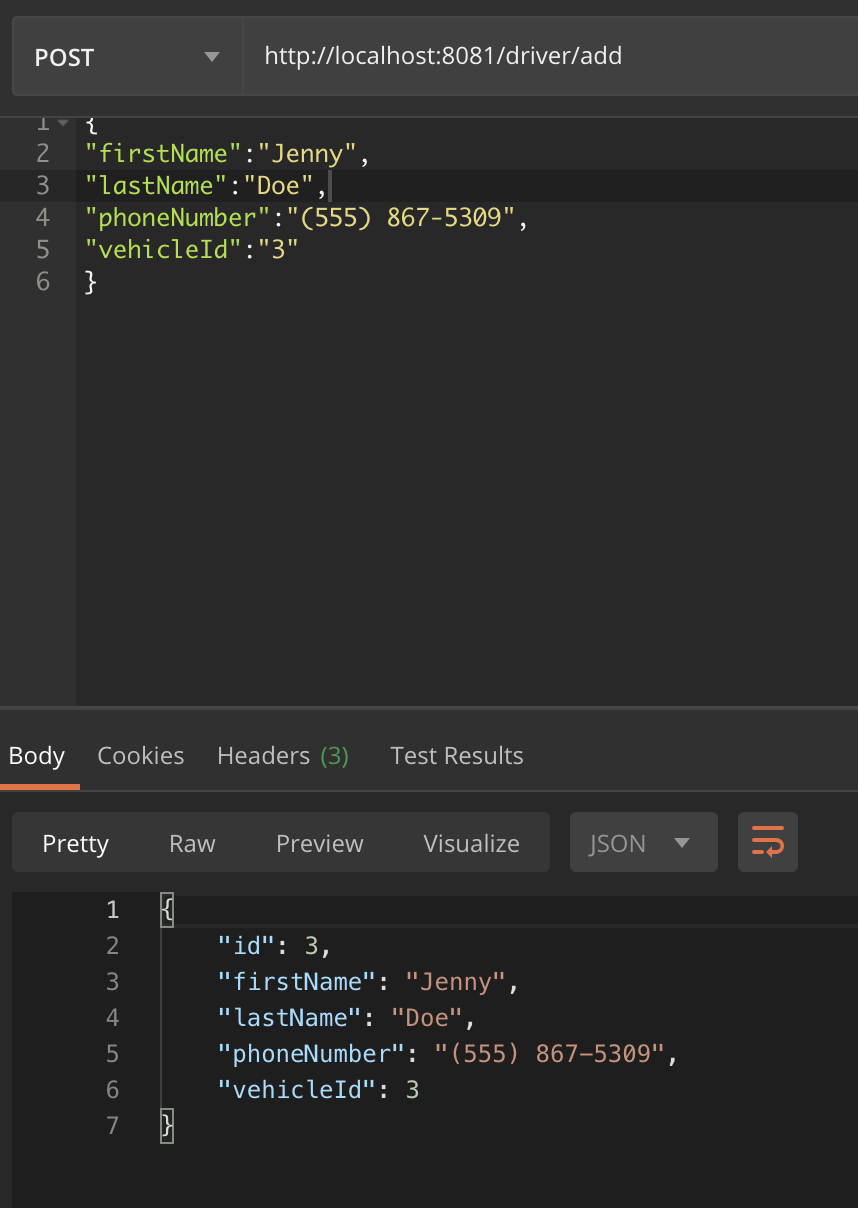 POST http://localhost:8081/driver/add
1 {
2 "firstName":"Jenny",
3 "lastName":"Doe",
4 "phoneNumber":"(555) 867-5309",
5 "vehicleId":"3"
6 }
Body Cookies Headers (3) Test Results
Pretty Raw Preview Visualize JSON
1 {
2 "id": 3,
3 "firstName": "Jenny",
4 "lastName": "Doe",
5 "phoneNumber": "(555) 867-5309",
6 "vehicleId": 3
7 }